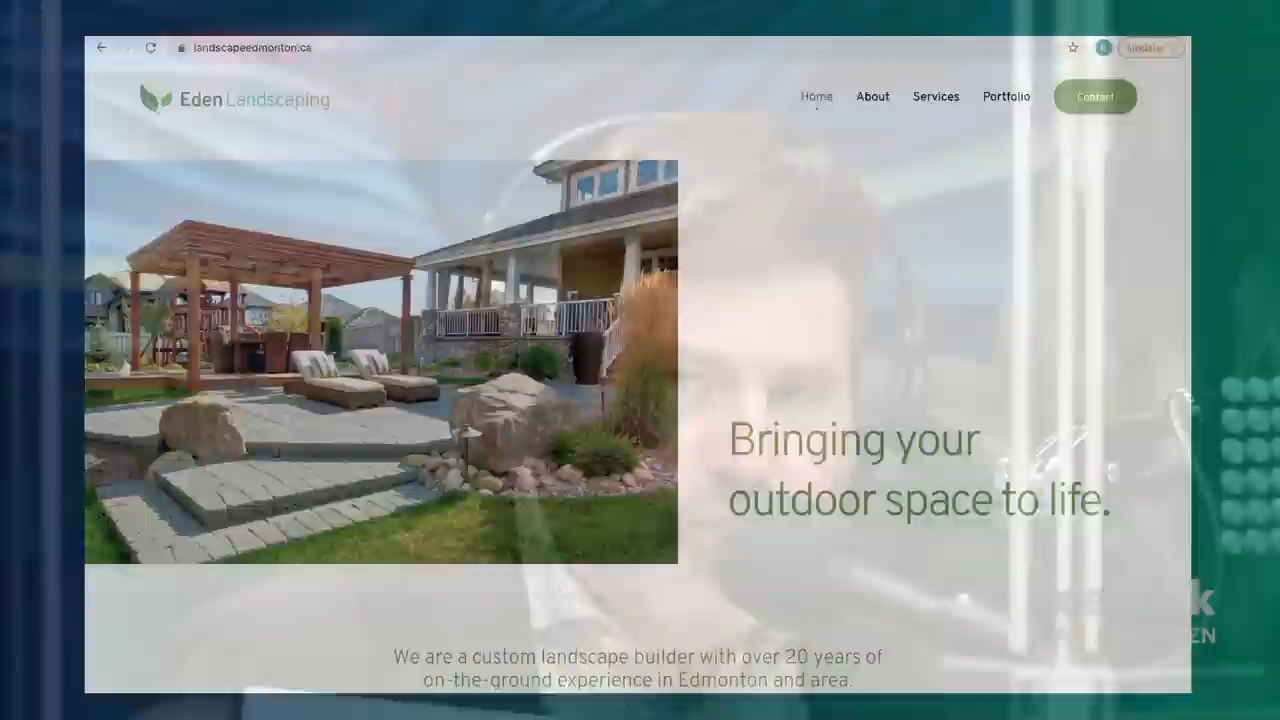 landscapeedmonton.ca
Update
Eden Landscaping
Home About Services Portfolio Contact
Bringing your
outdoor space to life.
We are a custom landscape builder with over 20 years of
on-the-ground experience in Edmonton and area.